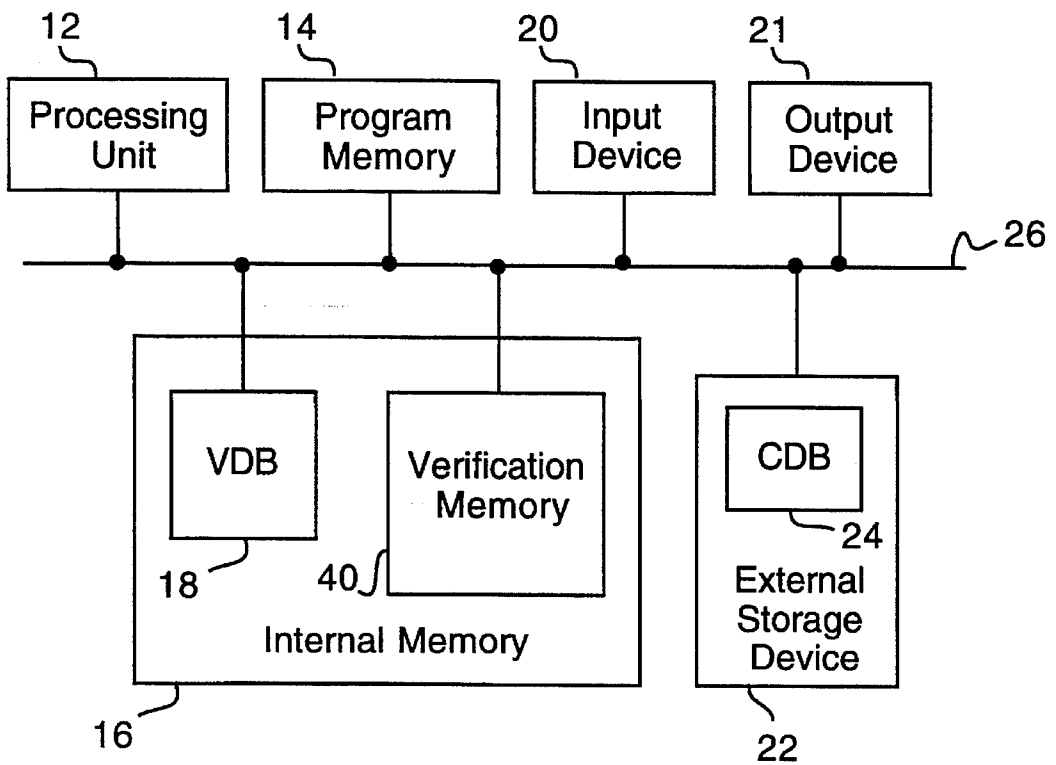 12
14
20
21
Processing
Unit
Program
Memory
Input
Device
Output
Device
26
VDB
Verification
Memory
CDB
18
40
24
Internal Memory
External
Storage
Device
16
22